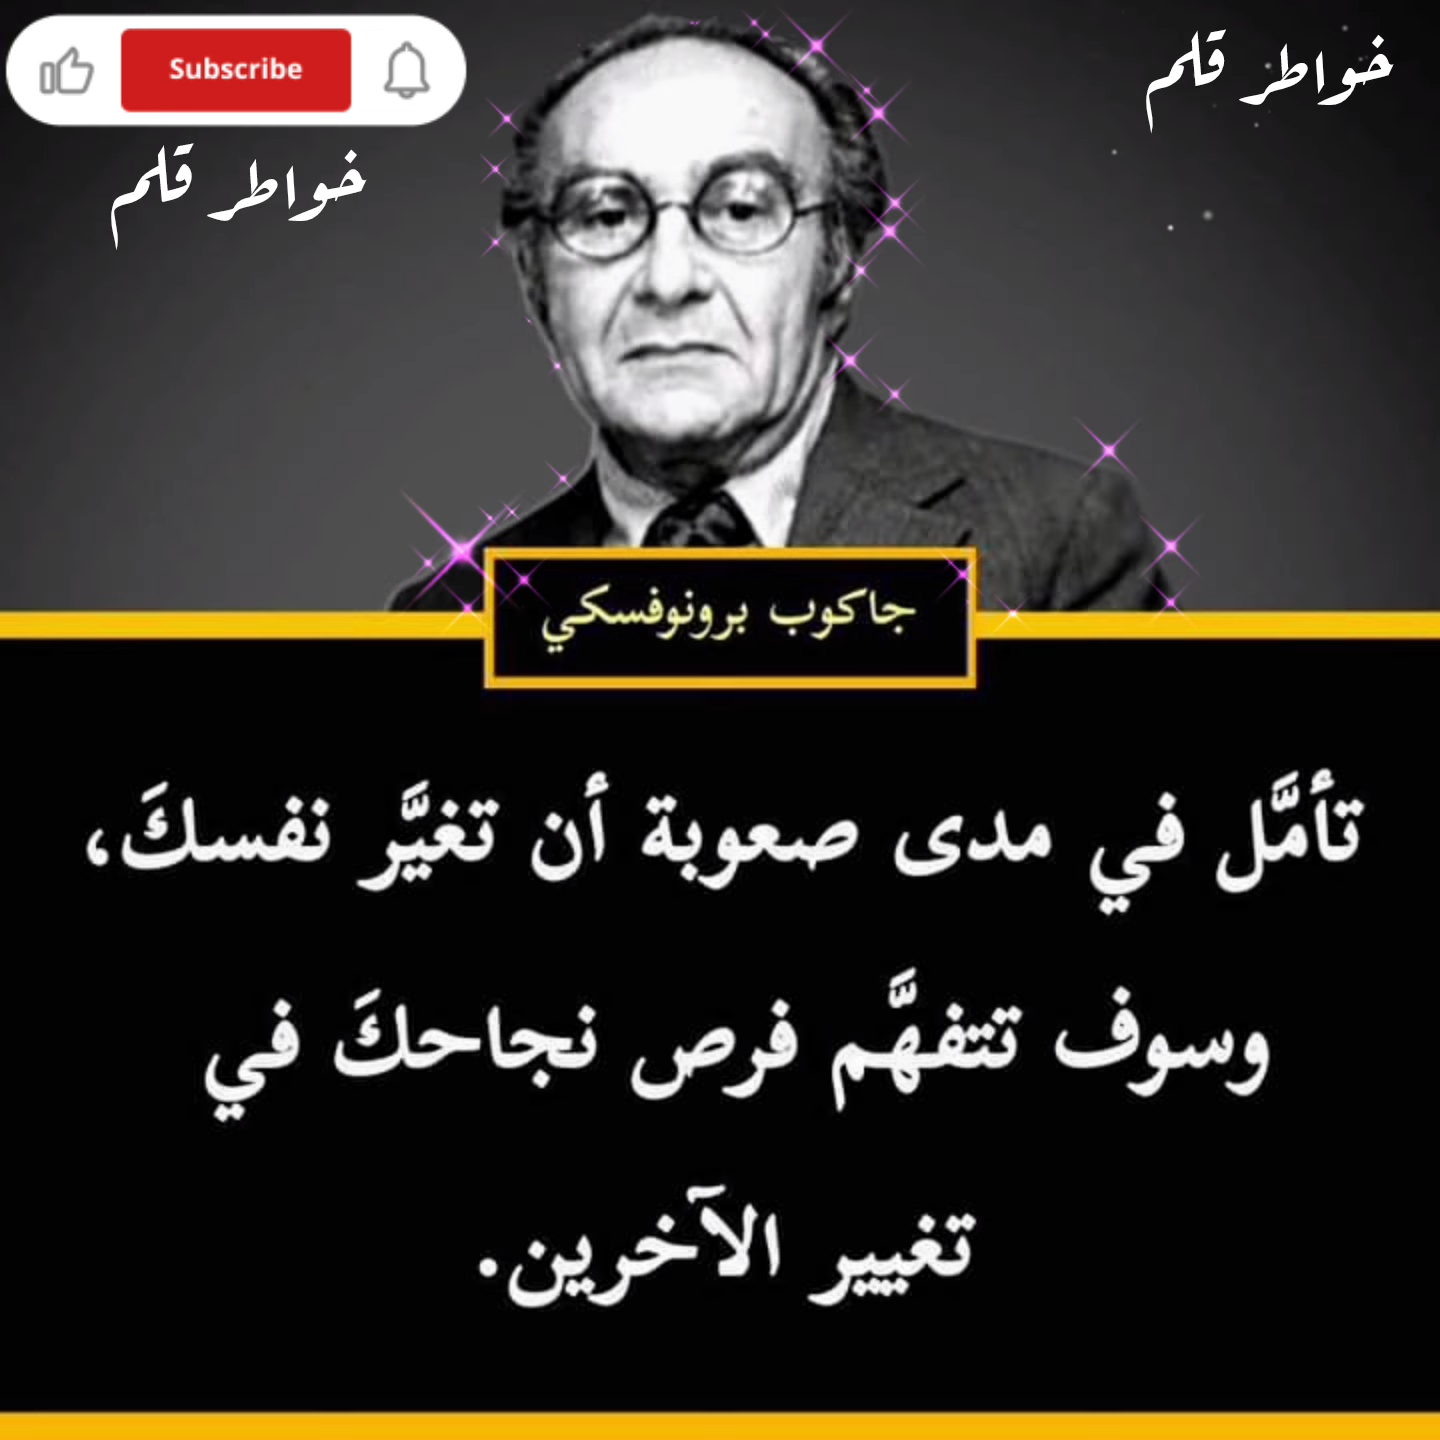 Subscribe
خواطر قلم
خواطر قلم
جاكوب برونوفسكي
تأمَّل في مدى صعوبة أن تغيَّر نفسكَ،
وسوف تتفهَّم فرص نجاحكَ في
تغيير الآخرين.